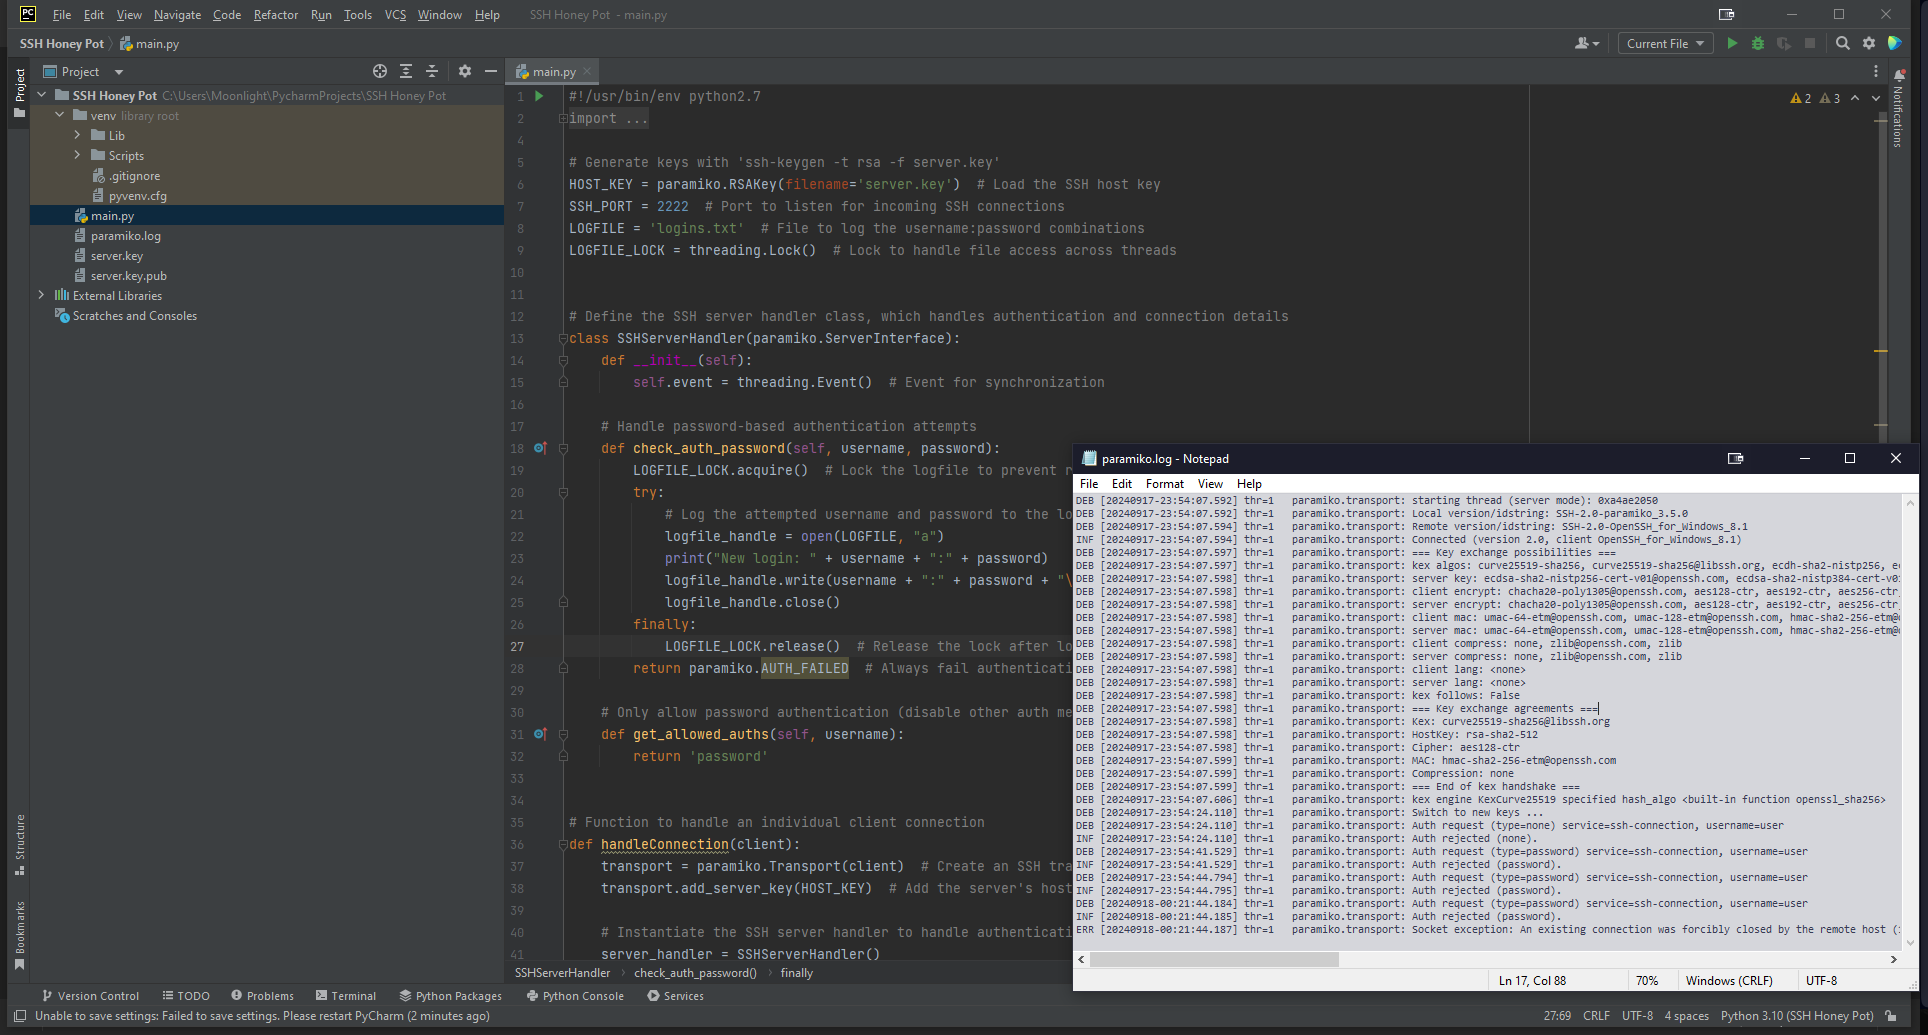 PC File Edit View Navigate Code Refactor Run Tools VCS Window Help SSH Honey Pot - main.py
SSH Honey Pot main.py Current File
Project main.py
Project
SSH Honey Pot C:\Users\Moonlight\PycharmProjects\SSH Honey Pot
venv library root
Lib
Scripts
.gitignore
pyvenv.cfg
main.py
paramiko.log
server.key
server.key.pub
External Libraries
Scratches and Consoles
Structure
Bookmarks
Notifications
2 3
1 #!/usr/bin/env python2.7
2 import ...
4
5 # Generate keys with 'ssh-keygen -t rsa -f server.key'
6 HOST_KEY = paramiko.RSAKey(filename='server.key')  # Load the SSH host key
7 SSH_PORT = 2222  # Port to listen for incoming SSH connections
8 LOGFILE = 'logins.txt'  # File to log the username:password combinations
9 LOGFILE_LOCK = threading.Lock()  # Lock to handle file access across threads
10
11
12 # Define the SSH server handler class, which handles authentication and connection details
13 class SSHServerHandler(paramiko.ServerInterface):
14 def __init__(self):
15 self.event = threading.Event()  # Event for synchronization
16
17 # Handle password-based authentication attempts
18 def check_auth_password(self, username, password):
19 LOGFILE_LOCK.acquire()  # Lock the logfile to prevent
20 try:
21 # Log the attempted username and password to the
22 logfile_handle = open(LOGFILE, "a")
23 print("New login: " + username + ":" + password)
24 logfile_handle.write(username + ":" + password + "\
25 logfile_handle.close()
26 finally:
27 LOGFILE_LOCK.release()  # Release the lock after
28 return paramiko.AUTH_FAILED  # Always fail
29
30 # Only allow password authentication (disable other auth
31 def get_allowed_auths(self, username):
32 return 'password'
33
34
35 # Function to handle an individual client connection
36 def handleConnection(client):
37 transport = paramiko.Transport(client)  # Create an SSH
38 transport.add_server_key(HOST_KEY)  # Add the server's host
39
40 # Instantiate the SSH server handler to handle
41 server_handler = SSHServerHandler()
SSHServerHandler check_auth_password() finally
paramiko.log - Notepad
File Edit Format View Help
DEB [20240917-23:54:07.592] thr=1 paramiko.transport: starting thread (server mode): 0xa4ae2050
DEB [20240917-23:54:07.592] thr=1 paramiko.transport: Local version/idstring: SSH-2.0-paramiko_3.5.0
DEB [20240917-23:54:07.594] thr=1 paramiko.transport: Remote version/idstring: SSH-2.0-OpenSSH_for_Windows_8.1
INF [20240917-23:54:07.594] thr=1 paramiko.transport: Connected (version 2.0, client OpenSSH_for_Windows_8.1)
DEB [20240917-23:54:07.597] thr=1 paramiko.transport: === Key exchange possibilities ===
DEB [20240917-23:54:07.597] thr=1 paramiko.transport: kex algos: curve25519-sha256, curve25519-sha256@libssh.org, ecdh-sha2-nistp256,
DEB [20240917-23:54:07.598] thr=1 paramiko.transport: server key: ecdsa-sha2-nistp256-cert-v01@openssh.com, ecdsa-sha2-nistp384-cert-v0
DEB [20240917-23:54:07.598] thr=1 paramiko.transport: client encrypt: chacha20-poly1305@openssh.com, aes128-ctr, aes192-ctr, aes256-ctr
DEB [20240917-23:54:07.598] thr=1 paramiko.transport: server encrypt: chacha20-poly1305@openssh.com, aes128-ctr, aes192-ctr, aes256-ctr
DEB [20240917-23:54:07.598] thr=1 paramiko.transport: client mac: umac-64-etm@openssh.com, umac-128-etm@openssh.com, hmac-sha2-256-etm@
DEB [20240917-23:54:07.598] thr=1 paramiko.transport: server mac: umac-64-etm@openssh.com, umac-128-etm@openssh.com, hmac-sha2-256-etm@
DEB [20240917-23:54:07.598] thr=1 paramiko.transport: client compress: none, zlib@openssh.com, zlib
DEB [20240917-23:54:07.598] thr=1 paramiko.transport: server compress: none, zlib@openssh.com, zlib
DEB [20240917-23:54:07.598] thr=1 paramiko.transport: client lang: <none>
DEB [20240917-23:54:07.598] thr=1 paramiko.transport: server lang: <none>
DEB [20240917-23:54:07.598] thr=1 paramiko.transport: kex follows: False
DEB [20240917-23:54:07.598] thr=1 paramiko.transport: === Key exchange agreements ===
DEB [20240917-23:54:07.598] thr=1 paramiko.transport: Kex: curve25519-sha256@libssh.org
DEB [20240917-23:54:07.598] thr=1 paramiko.transport: HostKey: rsa-sha2-512
DEB [20240917-23:54:07.598] thr=1 paramiko.transport: Cipher: aes128-ctr
DEB [20240917-23:54:07.599] thr=1 paramiko.transport: MAC: hmac-sha2-256-etm@openssh.com
DEB [20240917-23:54:07.599] thr=1 paramiko.transport: Compression: none
DEB [20240917-23:54:07.599] thr=1 paramiko.transport: === End of kex handshake ===
DEB [20240917-23:54:07.606] thr=1 paramiko.transport: kex engine KexCurve25519 specified hash_algo <built-in function openssl_sha256>
DEB [20240917-23:54:24.110] thr=1 paramiko.transport: Switch to new keys ...
DEB [20240917-23:54:24.110] thr=1 paramiko.transport: Auth request (type=none) service=ssh-connection, username=user
INF [20240917-23:54:24.110] thr=1 paramiko.transport: Auth rejected (none).
DEB [20240917-23:54:41.529] thr=1 paramiko.transport: Auth request (type=password) service=ssh-connection, username=user
INF [20240917-23:54:41.529] thr=1 paramiko.transport: Auth rejected (password).
DEB [20240917-23:54:44.794] thr=1 paramiko.transport: Auth request (type=password) service=ssh-connection, username=user
INF [20240917-23:54:44.795] thr=1 paramiko.transport: Auth rejected (password).
DEB [20240918-00:21:44.184] thr=1 paramiko.transport: Auth request (type=password) service=ssh-connection, username=user
INF [20240918-00:21:44.185] thr=1 paramiko.transport: Auth rejected (password).
ERR [20240918-00:21:44.187] thr=1 paramiko.transport: Socket exception: An existing connection was forcibly closed by the remote host (
Ln 17, Col 88 70% Windows (CRLF) UTF-8
Version Control TODO Problems Terminal Python Packages Python Console Services
Unable to save settings: Failed to save settings. Please restart PyCharm (2 minutes ago) 27:69 CRLF UTF-8 4 spaces Python 3.10 (SSH Honey Pot)